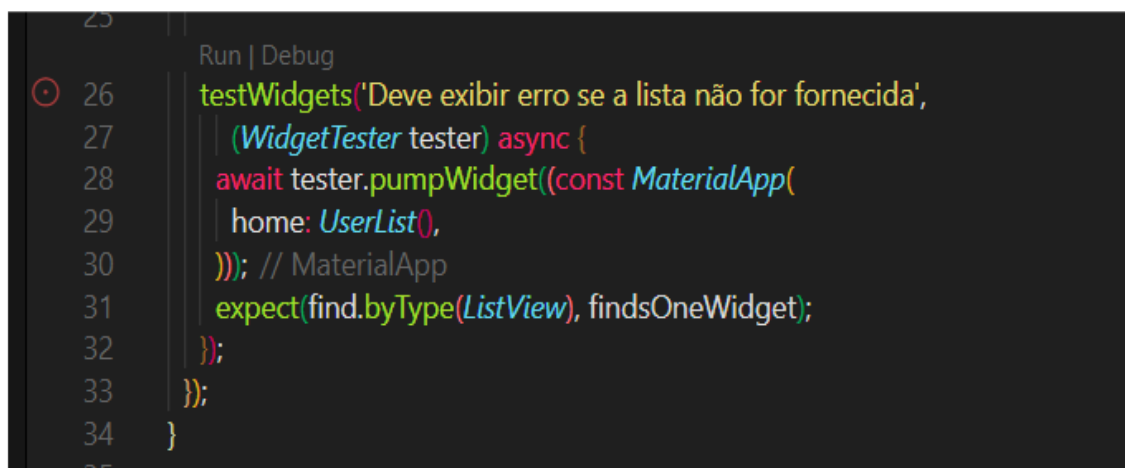 25
Run | Debug
26 testWidgets('Deve exibir erro se a lista não for fornecida',
27 (WidgetTester tester) async {
28 await tester.pumpWidget((const MaterialApp(
29 home: UserList(),
30 ))); // MaterialApp
31 expect(find.byType(ListView), findsOneWidget);
32 });
33 });
34 }